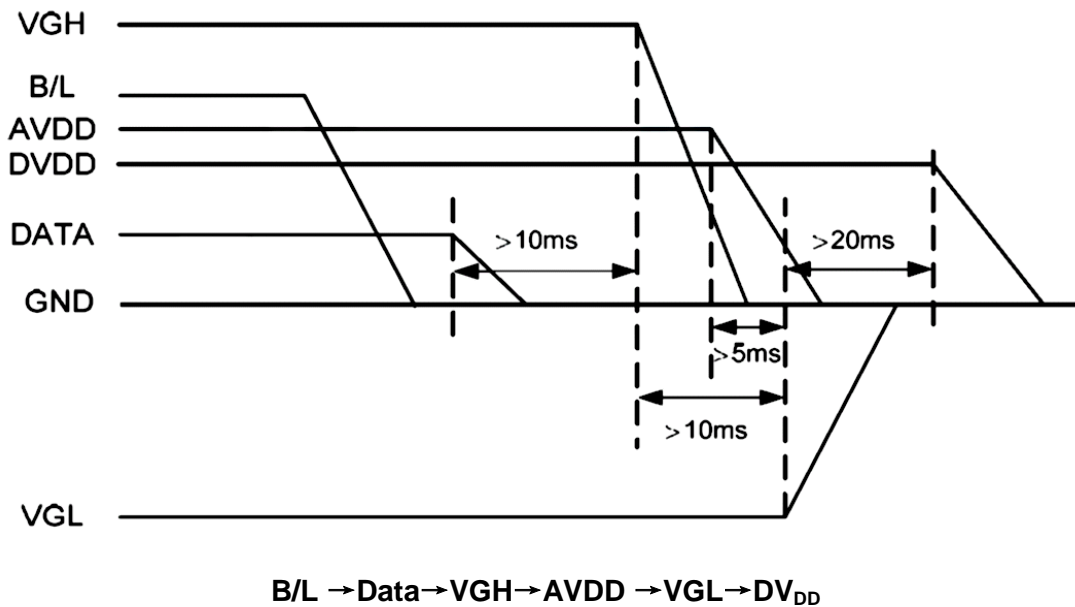 VGH
B/L
AVDD
DVDD
DATA
>10ms
>20ms
GND
>5ms
>10ms
VGL
B/L →Data→VGH→AVDD →VGL→DVDD